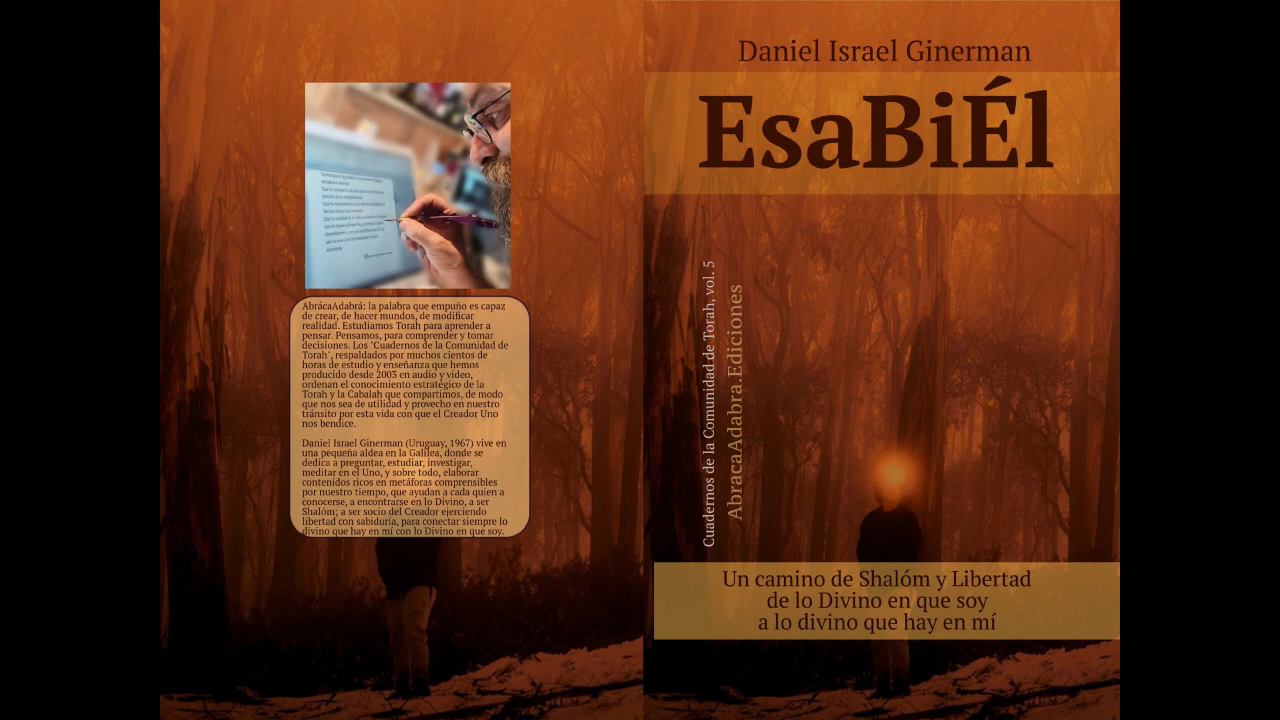 AbrácaAdabrá: la palabra que empuño es capaz
de crear, de hacer mundos, de modificar
realidad. Estudiamos Torah para aprender a
pensar. Pensamos, para comprender y tomar
decisiones. Los "Cuadernos de la Comunidad de
Torah", respaldados por muchos cientos de
horas de estudio y enseñanza que hemos
producido desde 2003 en audio y video,
ordenan el conocimiento estratégico de la
Torah y la Cabalah que compartimos, de modo
que nos sea de utilidad y provecho en nuestro
tránsito por esta vida con que el Creador Uno
nos bendice.
Daniel Israel Ginerman (Uruguay, 1967) vive en
una pequeña aldea en la Galilea, donde se
dedica a preguntar, estudiar, investigar,
meditar en el Uno, y sobre todo, elaborar
contenidos ricos en metáforas comprensibles
por nuestro tiempo, que ayudan a cada quien a
conocerse, a encontrarse en lo Divino, a ser
Shalóm; a ser socio del Creador ejerciendo
libertad con sabiduría, para conectar siempre lo
divino que hay en mí con lo Divino en que soy.
Daniel Israel Ginerman
EsaBiÉl
Cuadernos de la Comunidad de Torah, vol. 5
AbracaAdabra.Ediciones
Un camino de Shalóm y Libertad
de lo Divino en que soy
a lo divino que hay en mí